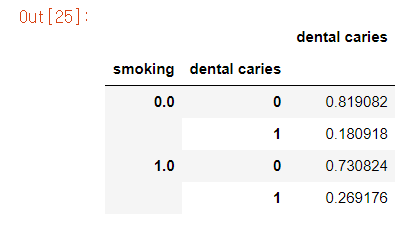 Out[25]:
dental caries
smoking dental caries
0.0 0 0.819082
1 0.180918
1.0 0 0.730824
1 0.269176